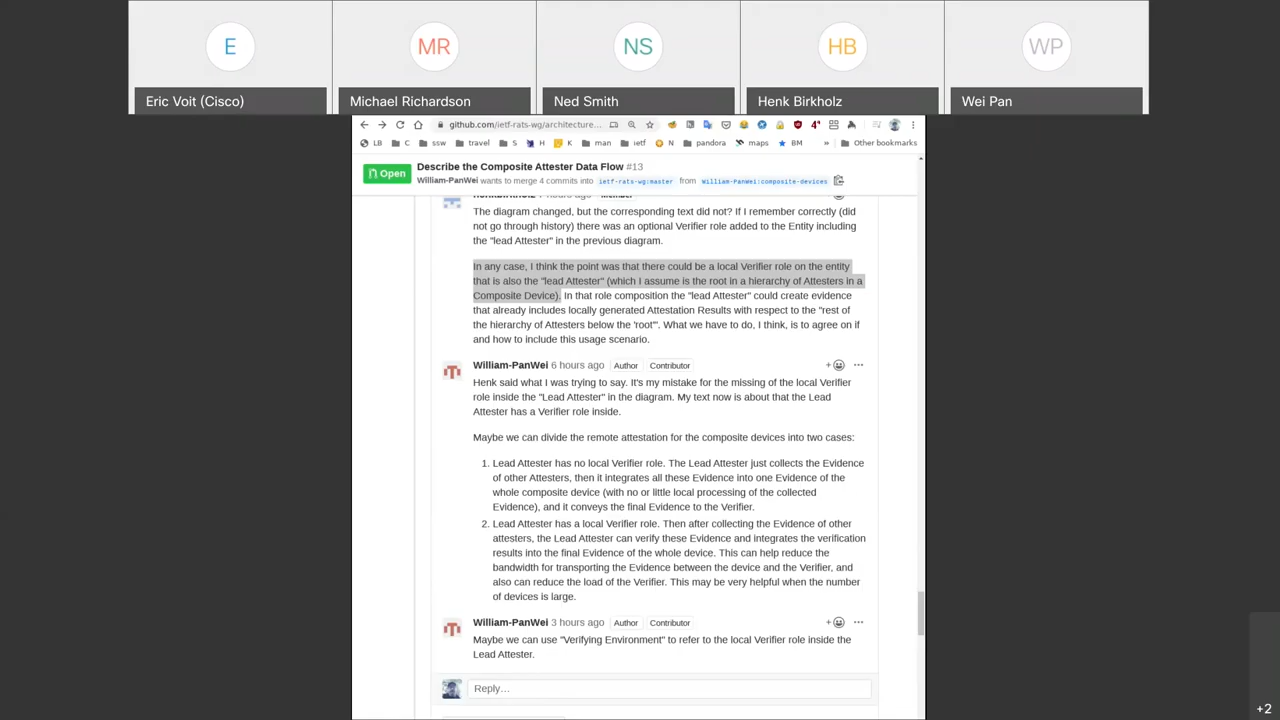 E
MR
NS
HB
WP
Eric Voit (Cisco)
Michael Richardson
Ned Smith
Henk Birkholz
Wei Pan
github.com/ietf-rats-wg/architecture...
LB
C
ssw
travel
S
H
K
man
ietf
N
pandora
maps
BM
»
Other bookmarks
Open
Describe the Composite Attester Data Flow #13
William-PanWei wants to merge 4 commits into ietf-rats-wg:master from William-PanWei:composite-devices
The diagram changed, but the corresponding text did not? If I remember correctly (did
not go through history) there was an optional Verifier role added to the Entity including
the "lead Attester" in the previous diagram.
In any case, I think the point was that there could be a local Verifier role on the entity
that is also the "lead Attester" (which I assume is the root in a hierarchy of Attesters in a
Composite Device). In that role composition the "lead Attester" could create evidence
that already includes locally generated Attestation Results with respect to the "rest of
the hierarchy of Attesters below the 'root'". What we have to do, I think, is to agree on if
and how to include this usage scenario.
William-PanWei 6 hours ago Author Contributor
Henk said what I was trying to say. It's my mistake for the missing of the local Verifier
role inside the "Lead Attester" in the diagram. My text now is about that the Lead
Attester has a Verifier role inside.
Maybe we can divide the remote attestation for the composite devices into two cases:
1. Lead Attester has no local Verifier role. The Lead Attester just collects the Evidence
of other Attesters, then it integrates all these Evidence into one Evidence of the
whole composite device (with no or little local processing of the collected
Evidence), and it conveys the final Evidence to the Verifier.
2. Lead Attester has a local Verifier role. Then after collecting the Evidence of other
attesters, the Lead Attester can verify these Evidence and integrates the verification
results into the final Evidence of the whole device. This can help reduce the
bandwidth for transporting the Evidence between the device and the Verifier, and
also can reduce the load of the Verifier. This may be very helpful when the number
of devices is large.
William-PanWei 3 hours ago Author Contributor
Maybe we can use "Verifying Environment" to refer to the local Verifier role inside the
Lead Attester.
Reply...
+2